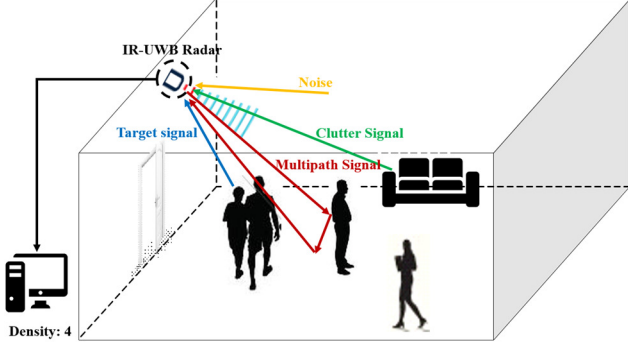 IR-UWB Radar
Noise
Target signal
Clutter Signal
Multipath Signal
Density: 4